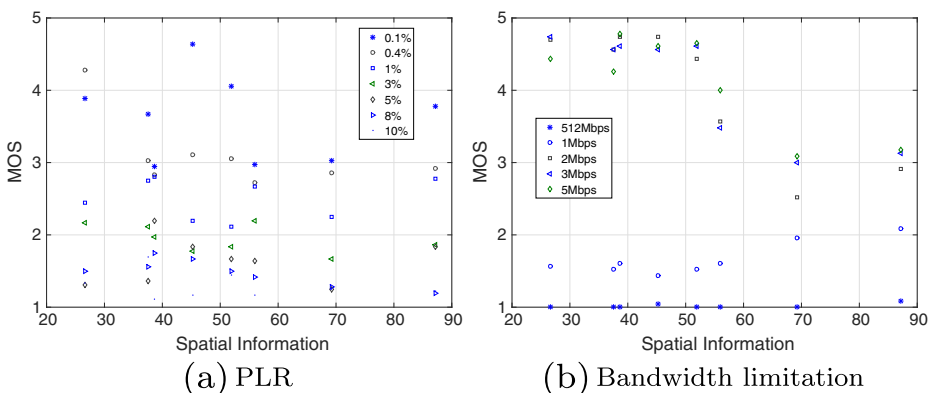 5
4
3
2
1
MOS
20 30 40 50 60 70 80 90
Spatial Information
0.1%
0.4%
1%
3%
5%
8%
10%
(a) PLR
5
4
3
2
1
MOS
20 30 40 50 60 70 80 90
Spatial Information
512Mbps
1Mbps
2Mbps
3Mbps
5Mbps
(b) Bandwidth limitation